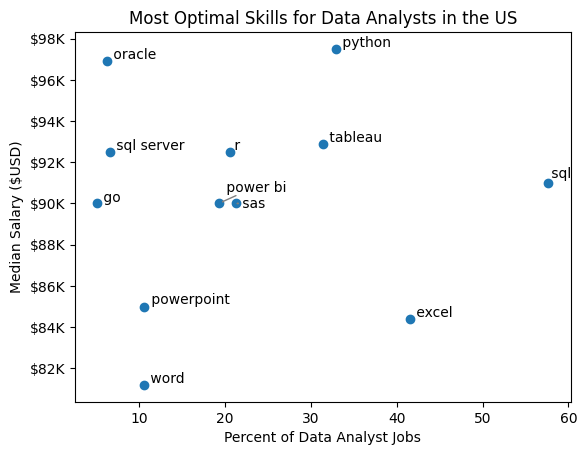 Most Optimal Skills for Data Analysts in the US
$98K
python
oracle
$96K
$94K
tableau
sql server
r
$92K
sql
power bi
go
$90K
sas
$88K
$86K
powerpoint
excel
$84K
word
$82K
10
20
30
40
50
60
Percent of Data Analyst Jobs
Median Salary ($USD)